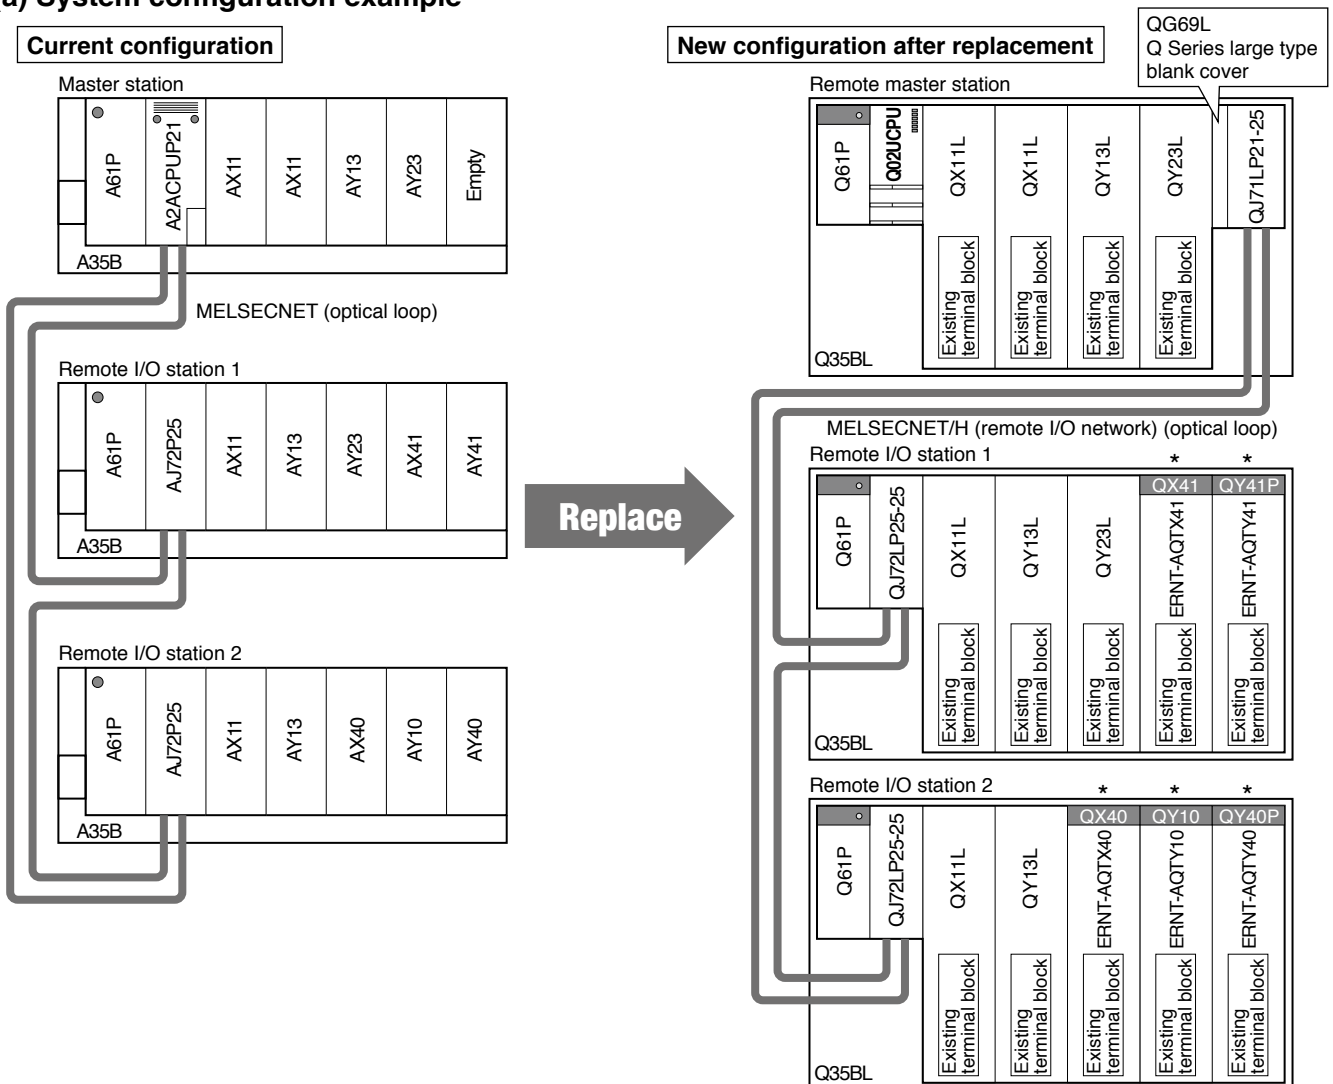 (a) System configuration example
Current configuration
Master station
A61P
A2ACPUP21
AX11
AX11
AY13
AY23
Empty
A35B
MELSECNET (optical loop)
Remote I/O station 1
A61P
AJ72P25
AX11
AY13
AY23
AX41
AY41
A35B
Remote I/O station 2
A61P
AJ72P25
AX11
AY13
AX40
AY10
AY40
A35B
Replace
New configuration after replacement
QG69L
Q Series large type
blank cover
Remote master station
Q61P
Q02UCPU
QX11L
QX11L
QY13L
QY23L
QJ71LP21-25
Existing
terminal block
Existing
terminal block
Existing
terminal block
Existing
terminal block
Q35BL
MELSECNET/H (remote I/O network) (optical loop)
Remote I/O station 1
* *
QX41
QY41P
Q61P
QJ72LP25-25
QX11L
QY13L
QY23L
ERNT-AQTX41
ERNT-AQTY41
Existing
terminal block
Existing
terminal block
Existing
terminal block
Existing
terminal block
Existing
terminal block
Q35BL
Remote I/O station 2
* * *
QX40
QY10
QY40P
Q61P
QJ72LP25-25
QX11L
QY13L
ERNT-AQTX40
ERNT-AQTY10
ERNT-AQTY40
Existing
terminal block
Existing
terminal block
Existing
terminal block
Existing
terminal block
Existing
terminal block
Q35BL